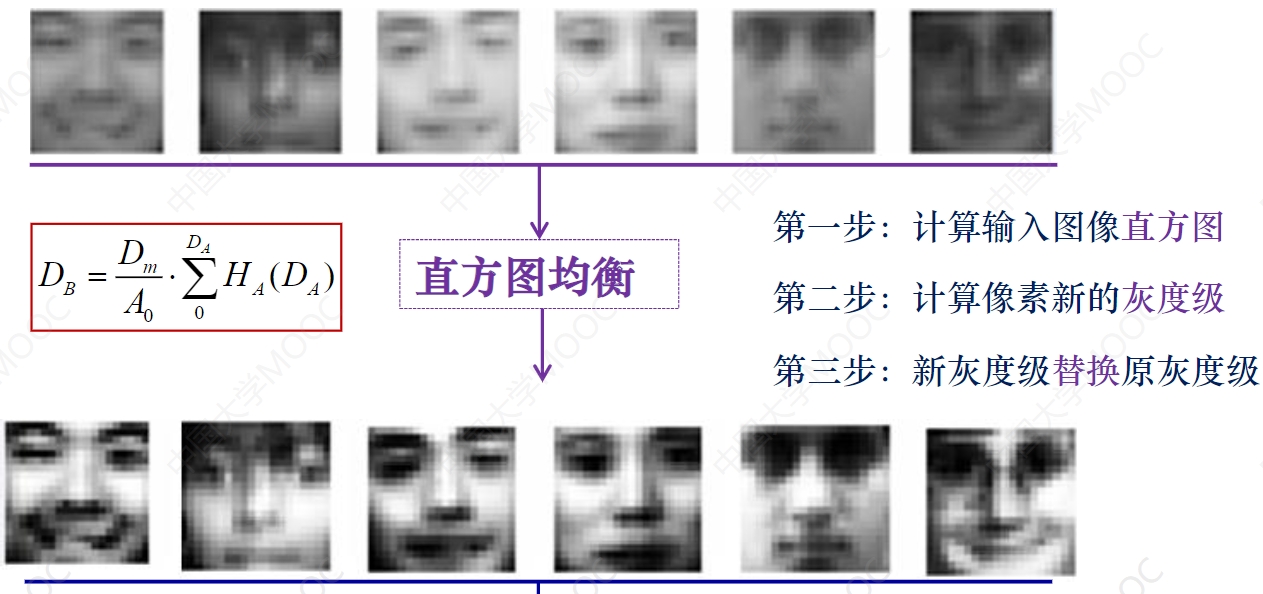 第一步：计算输入图像直方图
D_B = \frac{D_m}{A_0} \cdot \sum_{0}^{D_A} H_A(D_A)
直方图均衡
第二步：计算像素新的灰度级
第三步：新灰度级替换原灰度级
中国大学MOOC